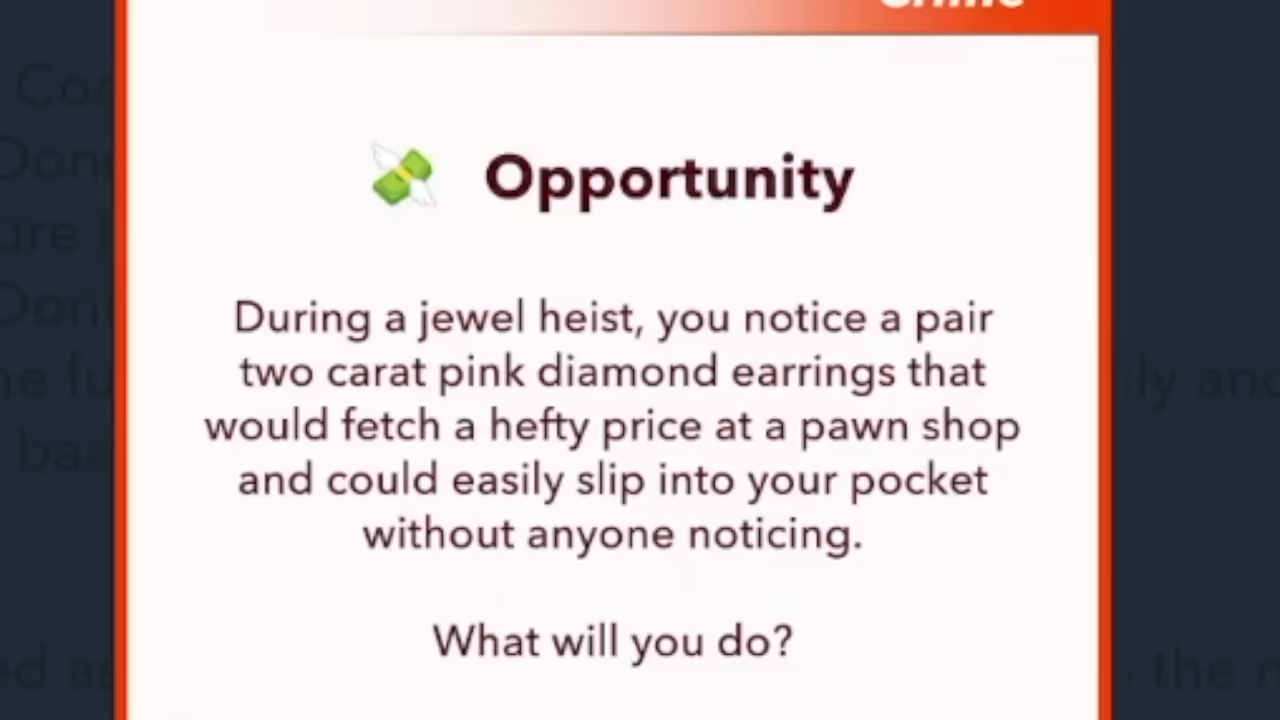 Crime
Opportunity
During a jewel heist, you notice a pair
two carat pink diamond earrings that
would fetch a hefty price at a pawn shop
and could easily slip into your pocket
without anyone noticing.
What will you do?